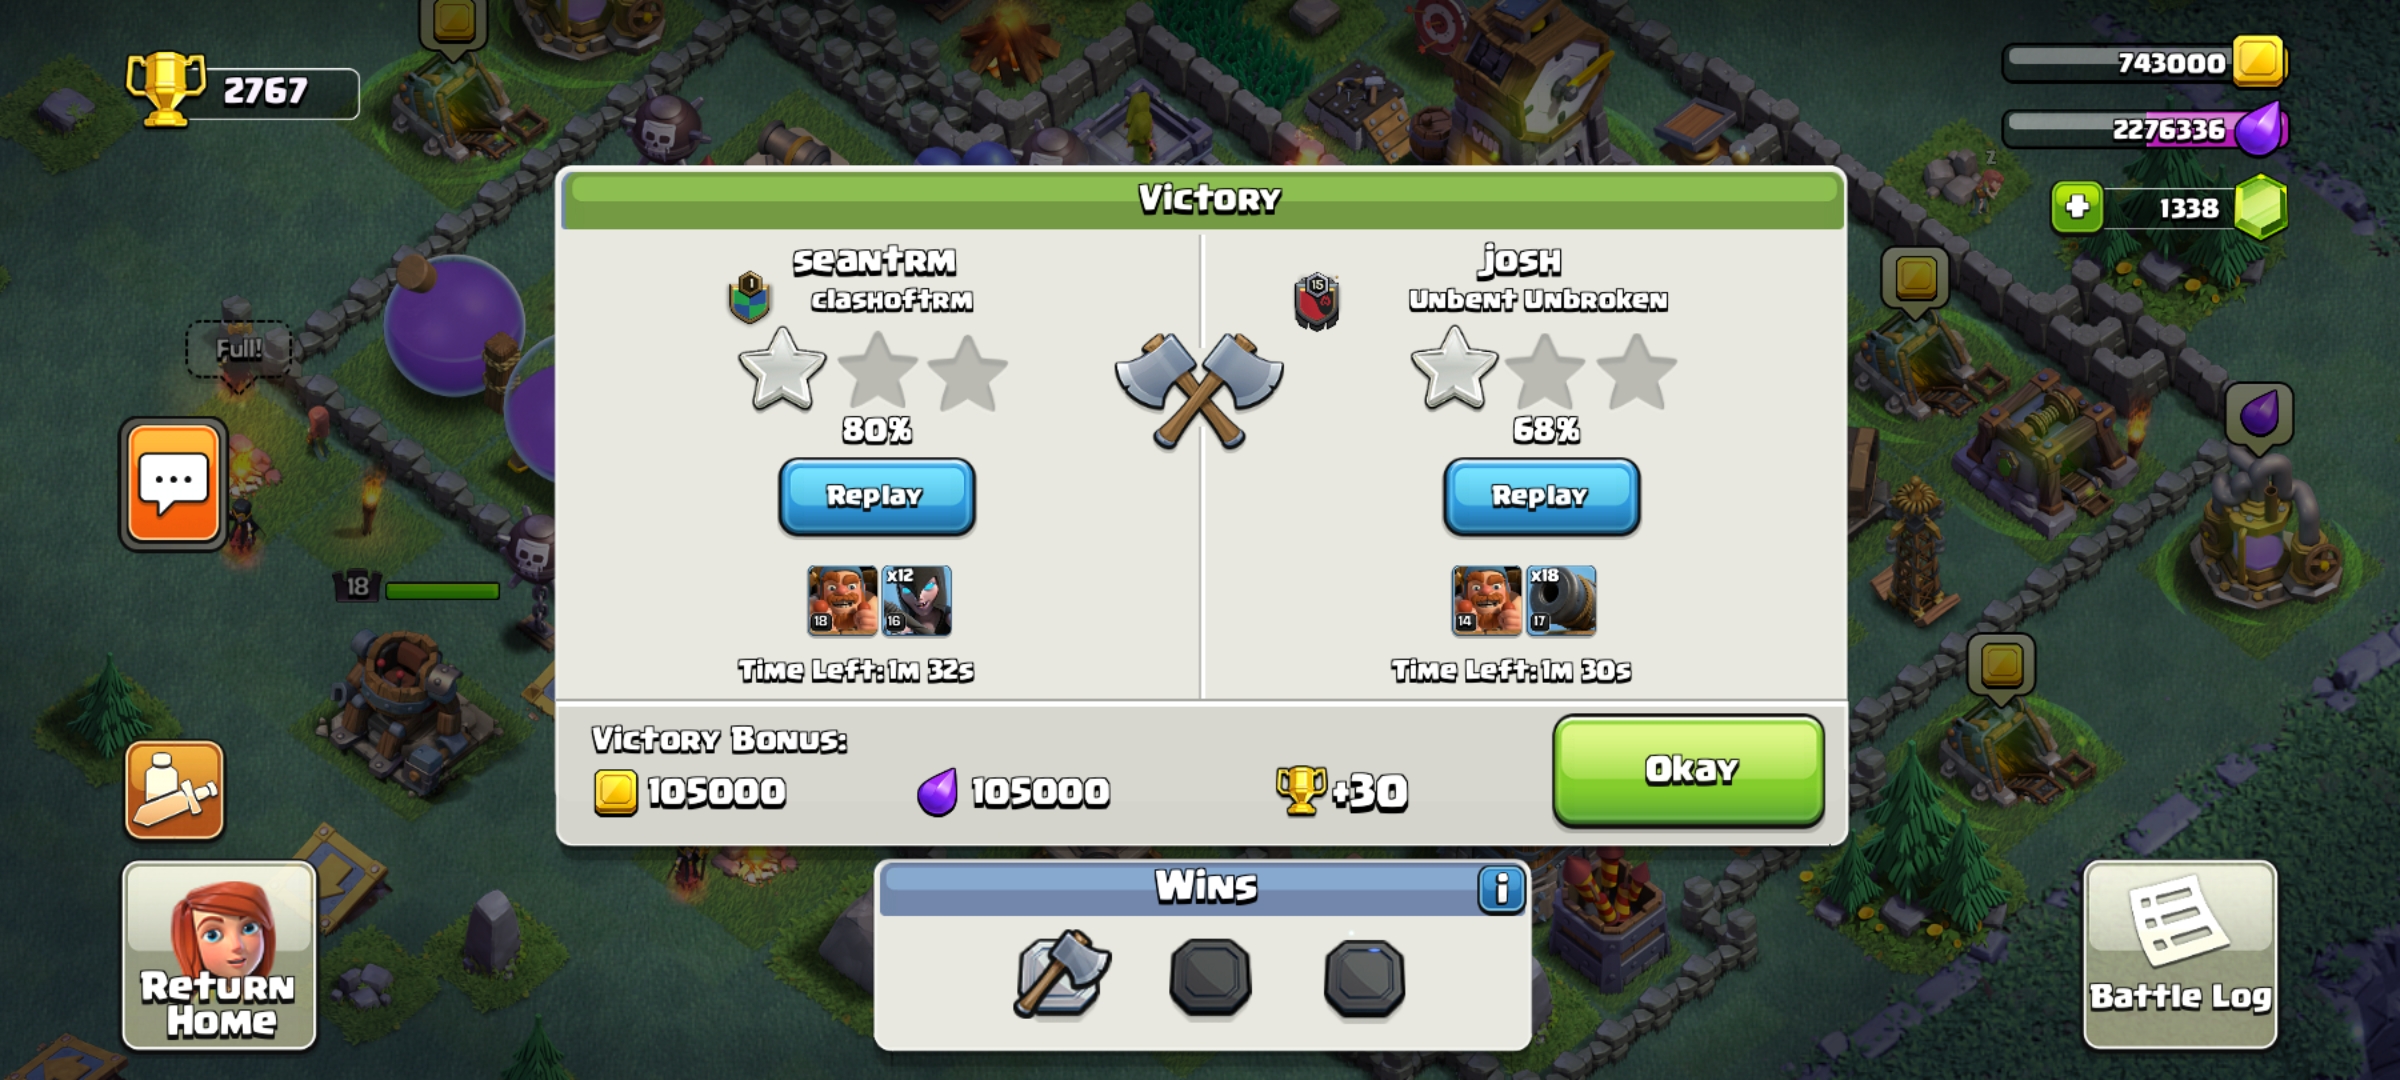 2767
743000
2276336
1338
Victory
seantrm
clashoftrm
1
80%
Replay
18
x12
16
Time Left: 1m 32s
josh
Unbent Unbroken
15
68%
Replay
14
x18
17
Time Left: 1m 30s
Full!
18
z
Victory Bonus:
105000
105000
+30
Okay
Wins
i
Return
Home
Battle Log